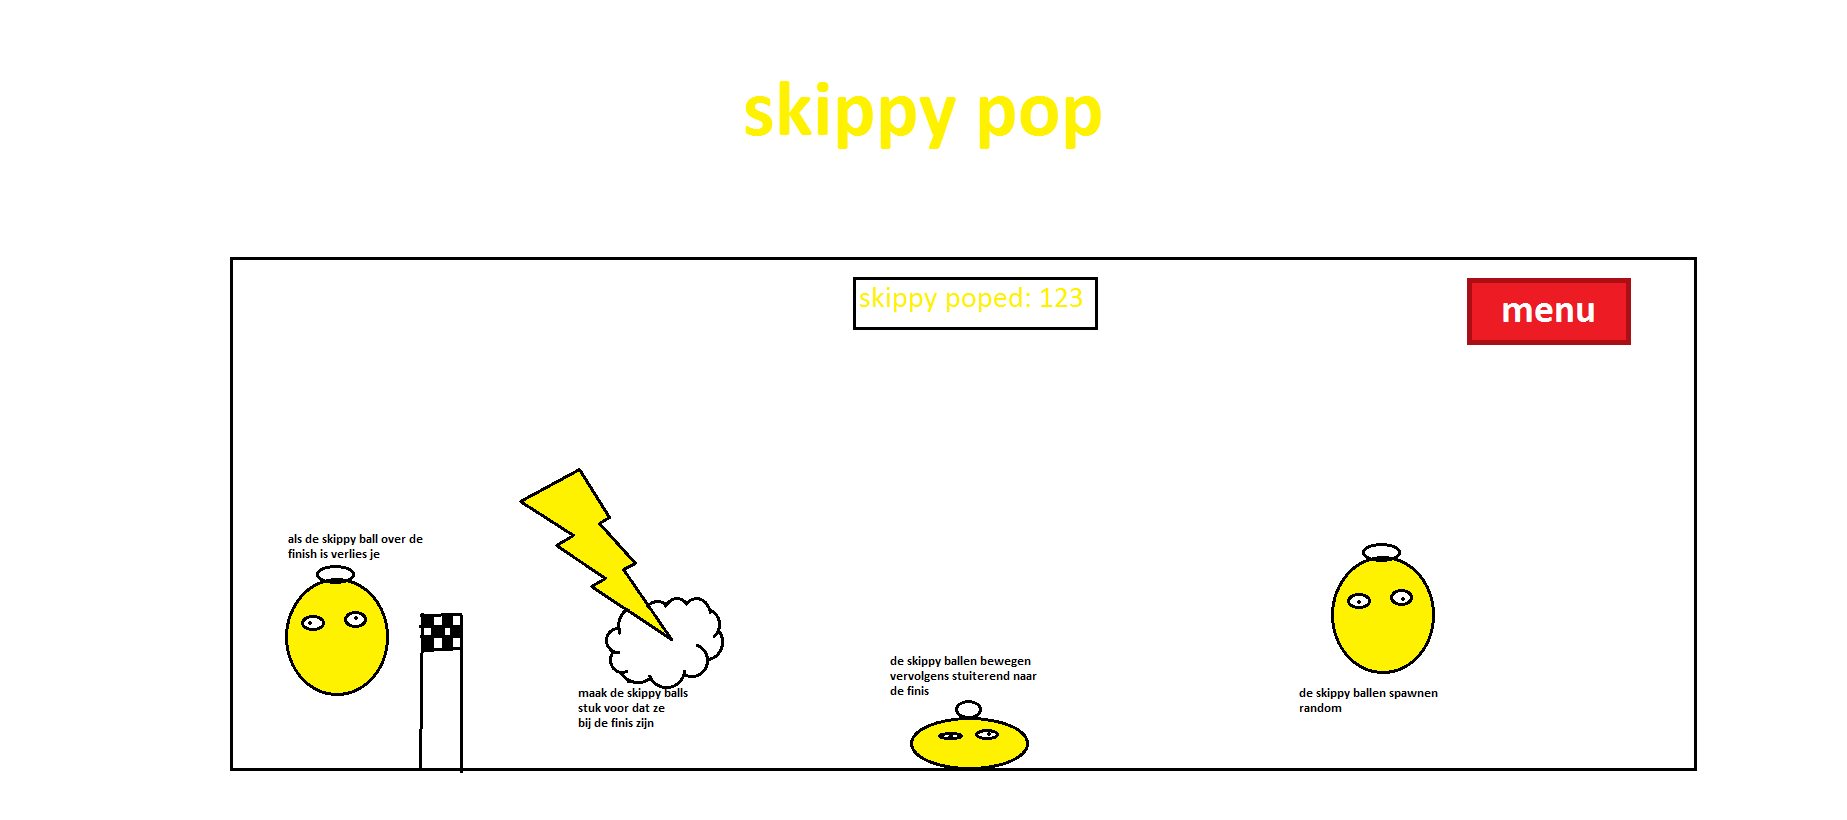 skippy pop
skippy poped: 123
menu
als de skippy ball over de
finish is verlies je
maak de skippy balls
stuk voor dat ze
bij de finis zijn
de skippy ballen bewegen
vervolgens stuiterend naar
de finis
de skippy ballen spawnen
random